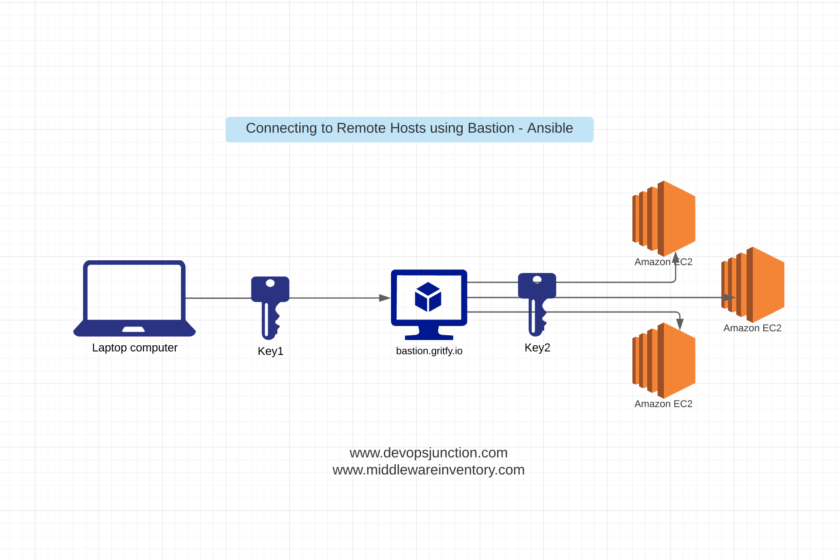 Connecting to Remote Hosts using Bastion - Ansible
Amazon EC2
Amazon EC2
Laptop computer
Key1
bastion.gritfy.io
Key2
Amazon EC2
www.devopsjunction.com
www.middlewareinventory.com